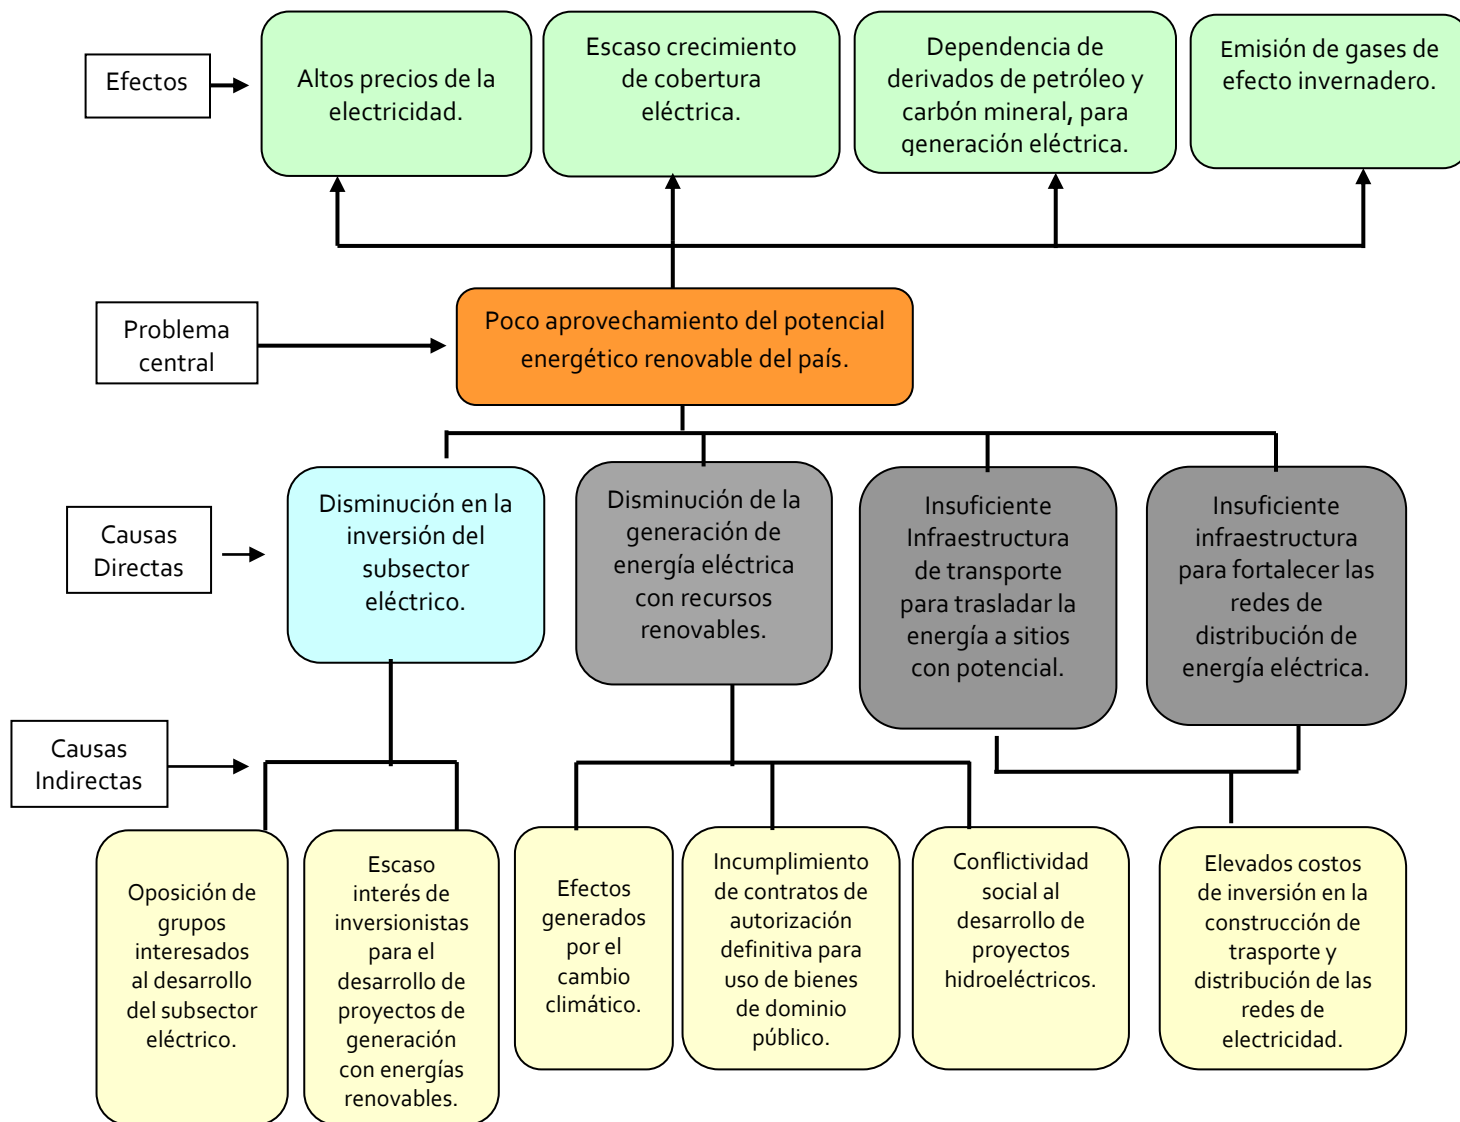 Efectos
Altos precios de la
electricidad.
Escaso crecimiento
de cobertura
eléctrica.
Dependencia de
derivados de petróleo y
carbón mineral, para
generación eléctrica.
Emisión de gases de
efecto invernadero.
Problema
central
Poco aprovechamiento del potencial
energético renovable del país.
Causas
Directas
Disminución en la
inversión del
subsector
eléctrico.
Disminución de la
generación de
energía eléctrica
con recursos
renovables.
Insuficiente
Infraestructura
de transporte
para trasladar la
energía a sitios
con potencial.
Insuficiente
infraestructura
para fortalecer las
redes de
distribución de
energía eléctrica.
Causas
Indirectas
Oposición de
grupos
interesados
al desarrollo
del subsector
eléctrico.
Escaso
interés de
inversionistas
para el
desarrollo de
proyectos de
generación
con energías
renovables.
Efectos
generados
por el
cambio
climático.
Incumplimiento
de contratos de
autorización
definitiva para
uso de bienes
de dominio
público.
Conflictividad
social al
desarrollo de
proyectos
hidroeléctricos.
Elevados costos
de inversión en la
construcción de
trasporte y
distribución de las
redes de
electricidad.